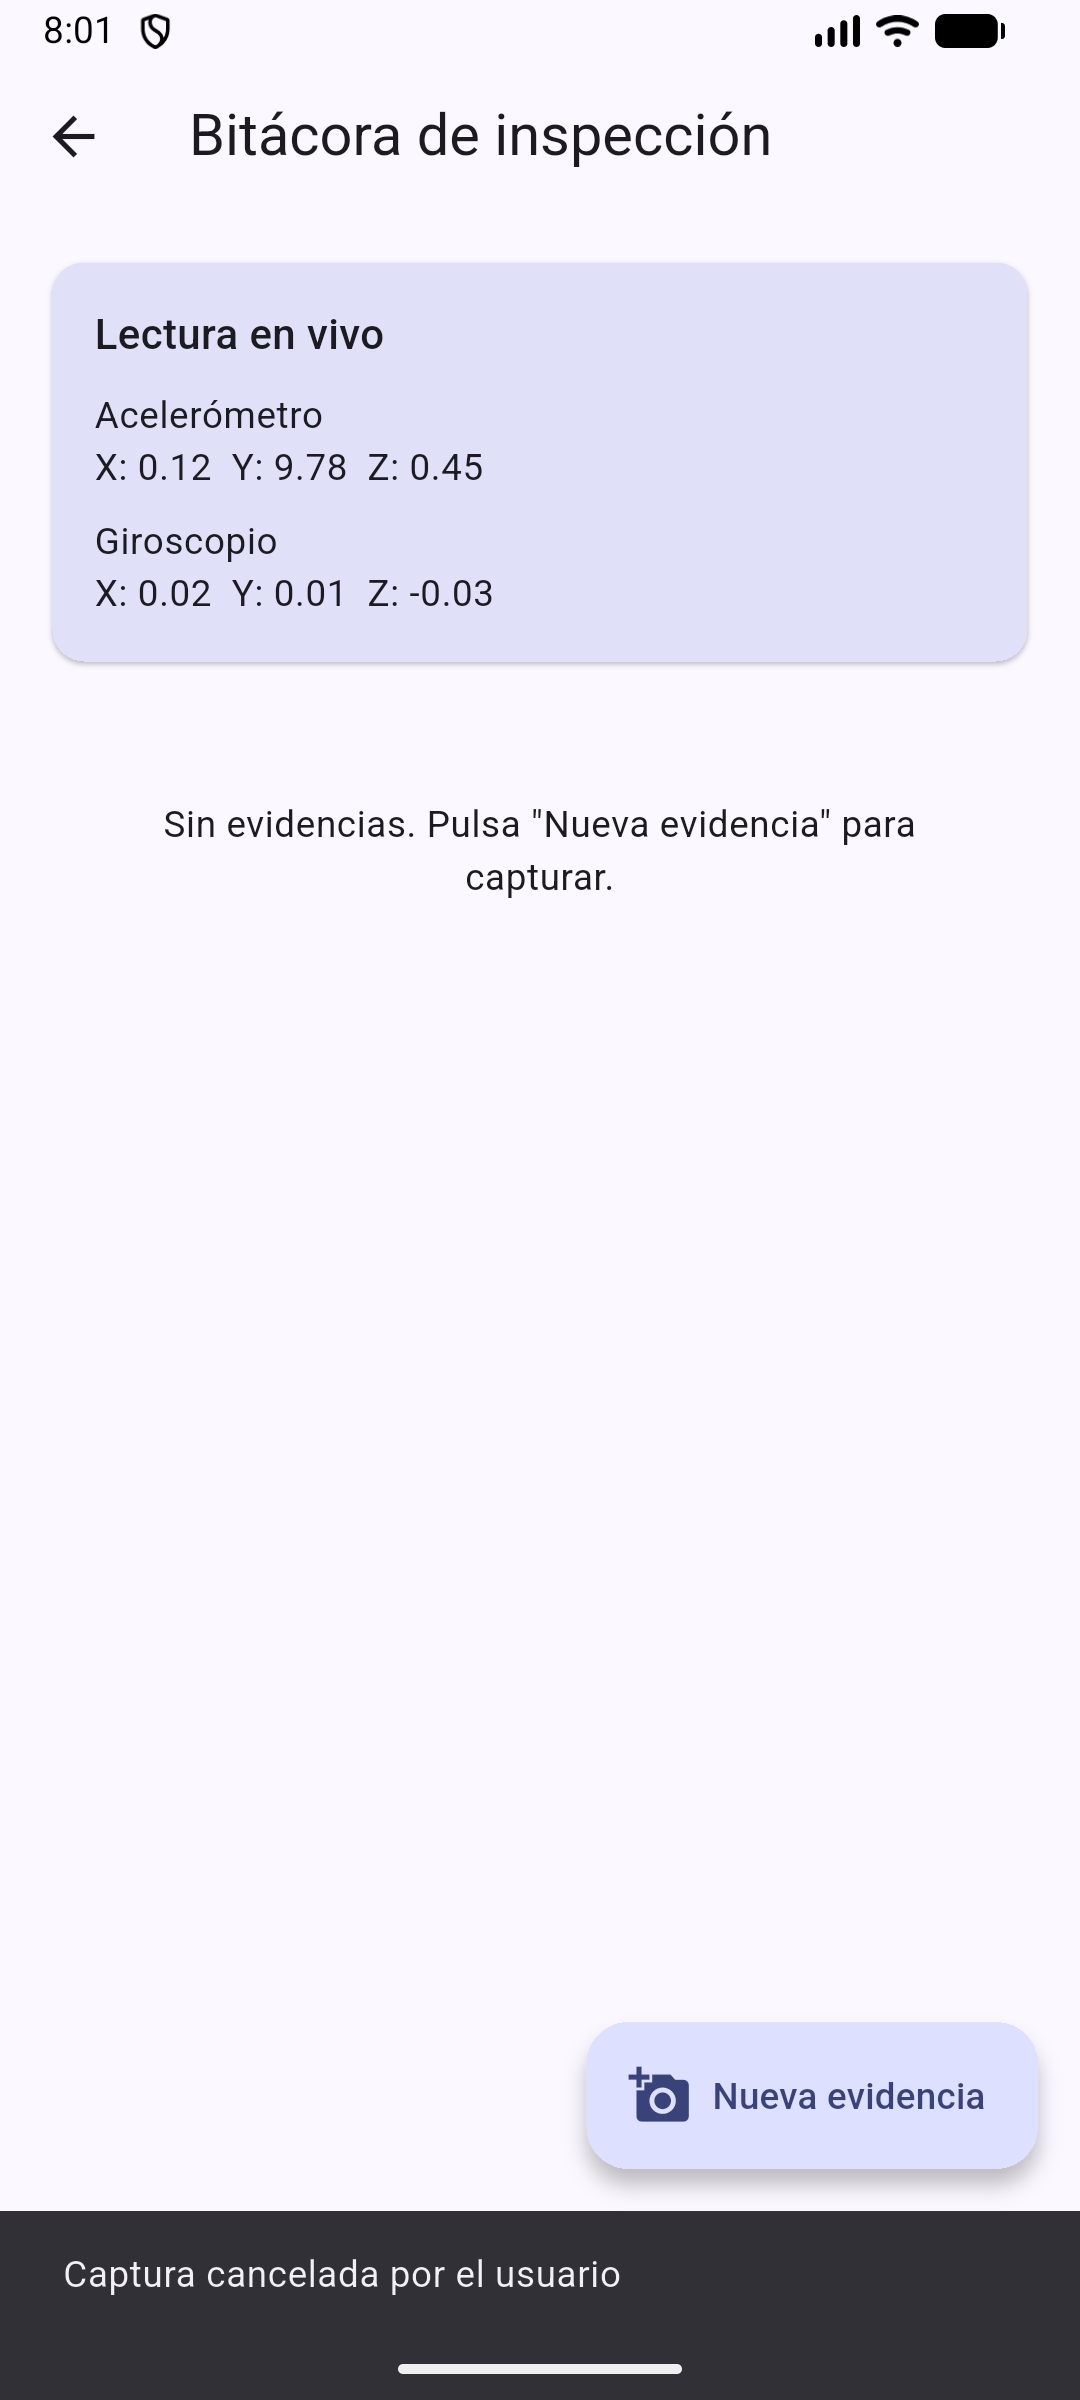 8:01
Bitácora de inspección
Lectura en vivo
Acelerómetro
X: 0.12  Y: 9.78  Z: 0.45
Giroscopio
X: 0.02  Y: 0.01  Z: -0.03
Sin evidencias. Pulsa "Nueva evidencia" para
capturar.
Nueva evidencia
Captura cancelada por el usuario